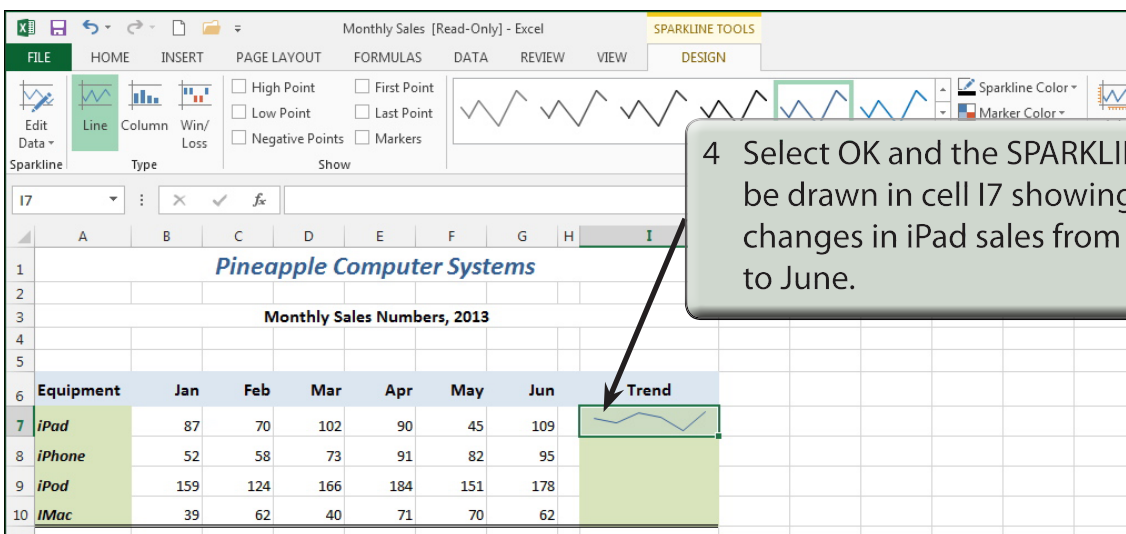 Monthly Sales [Read-Only] - Excel SPARKLINE TOOLS
FILE HOME INSERT PAGE LAYOUT FORMULAS DATA REVIEW VIEW DESIGN
High Point First Point Sparkline Color
Low Point Last Point Marker Color
Negative Points Markers
Edit Data Line Column Win/ Loss
Sparkline Type Show
4 Select OK and the
be drawn in cell I7 showing
changes in iPad sales from
to June.
I7 fx
A B C D E F G H I
1 Pineapple Computer Systems
2
3 Monthly Sales Numbers, 2013
4
5
6 Equipment Jan Feb Mar Apr May Jun Trend
7 iPad 87 70 102 90 45 109
8 iPhone 52 58 73 91 82 95
9 iPod 159 124 166 184 151 178
10 IMac 39 62 40 71 70 62